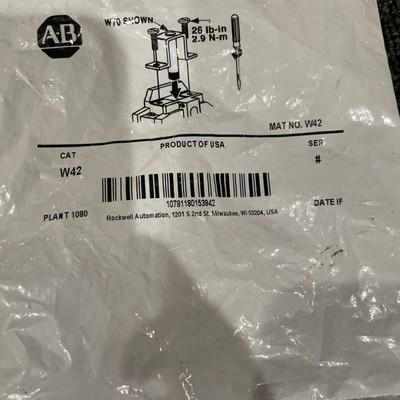 W70 SHOWN
A-B
26 lb-in
2.9 N-m
MAT NO. W42
CAT
PRODUCT OF USA
SER
W42
#
10781180153942
PLANT 1080
Rockwell Automation, 1201 S 2nd St. Milwaukee, WI 53204, USA
DATE IF